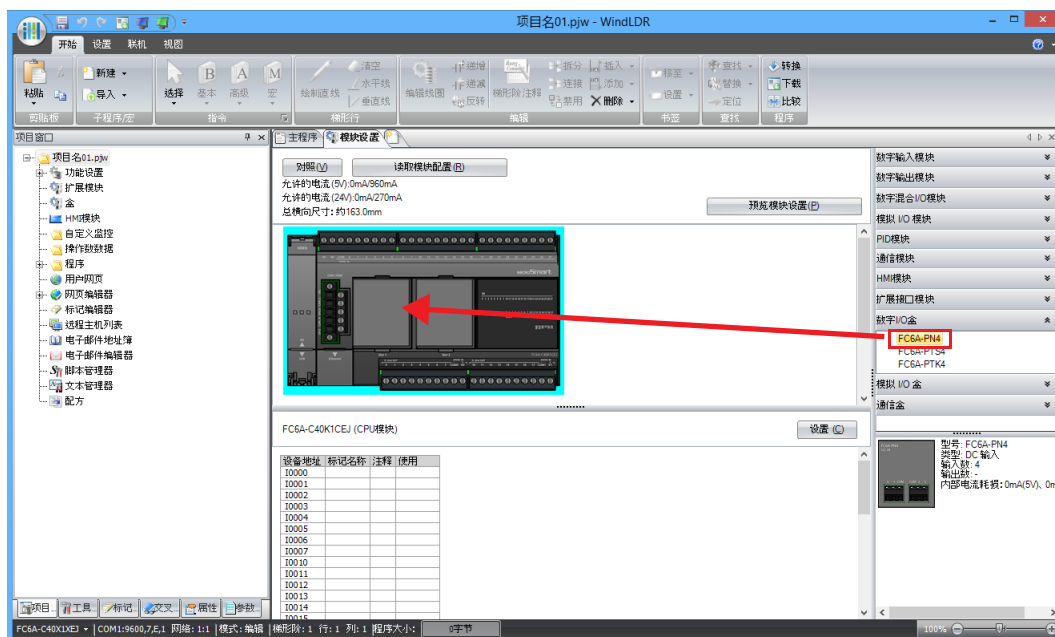 项目名01.pjw - WindLDR
开始 设置 联机 视图
粘贴 新建 导入 选择 B 基本 A 高级 M 宏 绘制直线 清空 水平线 垂直线 编辑线圈 递增 递减 反转 梯形阶注释 拆分 连接 禁用 插入 添加 删除 移至 设置 查找 替换 定位 转换 下载 比较
剪贴板 子程序/宏 指令 梯形行 编辑 书签 查找 程序
项目窗口
项目名01.pjw
功能设置
扩展模块
盒
HMI模块
自定义监控
操作数数据
程序
用户网页
网页编辑器
标记编辑器
远程主机列表
电子邮件地址簿
电子邮件编辑器
脚本管理器
文本管理器
配方
主程序 模块设置
对照(V) 读取模块配置(R)
允许的电流(5V):0mA/960mA
允许的电流(24V):0mA/270mA
总横向尺寸:约163.0mm
预览模块设置(P)
microSmart
FC6A-C40K1CEJ (CPU模块)
设置 (C)
设备地址 标记名称 注释 使用
I0000
I0001
I0002
I0003
I0004
I0005
I0006
I0007
I0010
I0011
I0012
I0013
I0014
I0015
数字输入模块
数字输出模块
数字混合I/O模块
模拟 I/O 模块
PID模块
通信模块
HMI模块
扩展接口模块
数字I/O盒
FC6A-PN4
FC6A-PTS4
FC6A-PTK4
模拟 I/O 盒
通信盒
型号: FC6A-PN4
类型: DC 输入
输入数: 4
输出数: -
内部电流耗损: 0mA(5V)、0m
项目 工具 标记 交叉 属性 参数
FC6A-C40X1XEJ COM1:9600,7,E,1 网络: 1:1 模式: 编辑 梯形阶: 1 行: 1 列: 1 程序大小: 0字节 100%